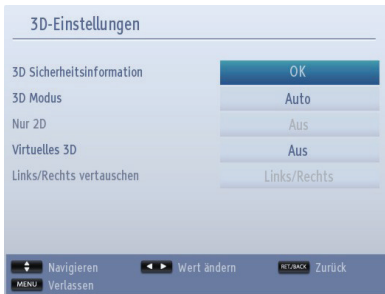 3D-Einstellungen
3D Sicherheitsinformation OK
3D Modus Auto
Nur 2D Aus
Virtuelles 3D Aus
Links/Rechts vertauschen Links/Rechts
Navigieren Wert ändern RET./BACK Zurück
MENU Verlassen